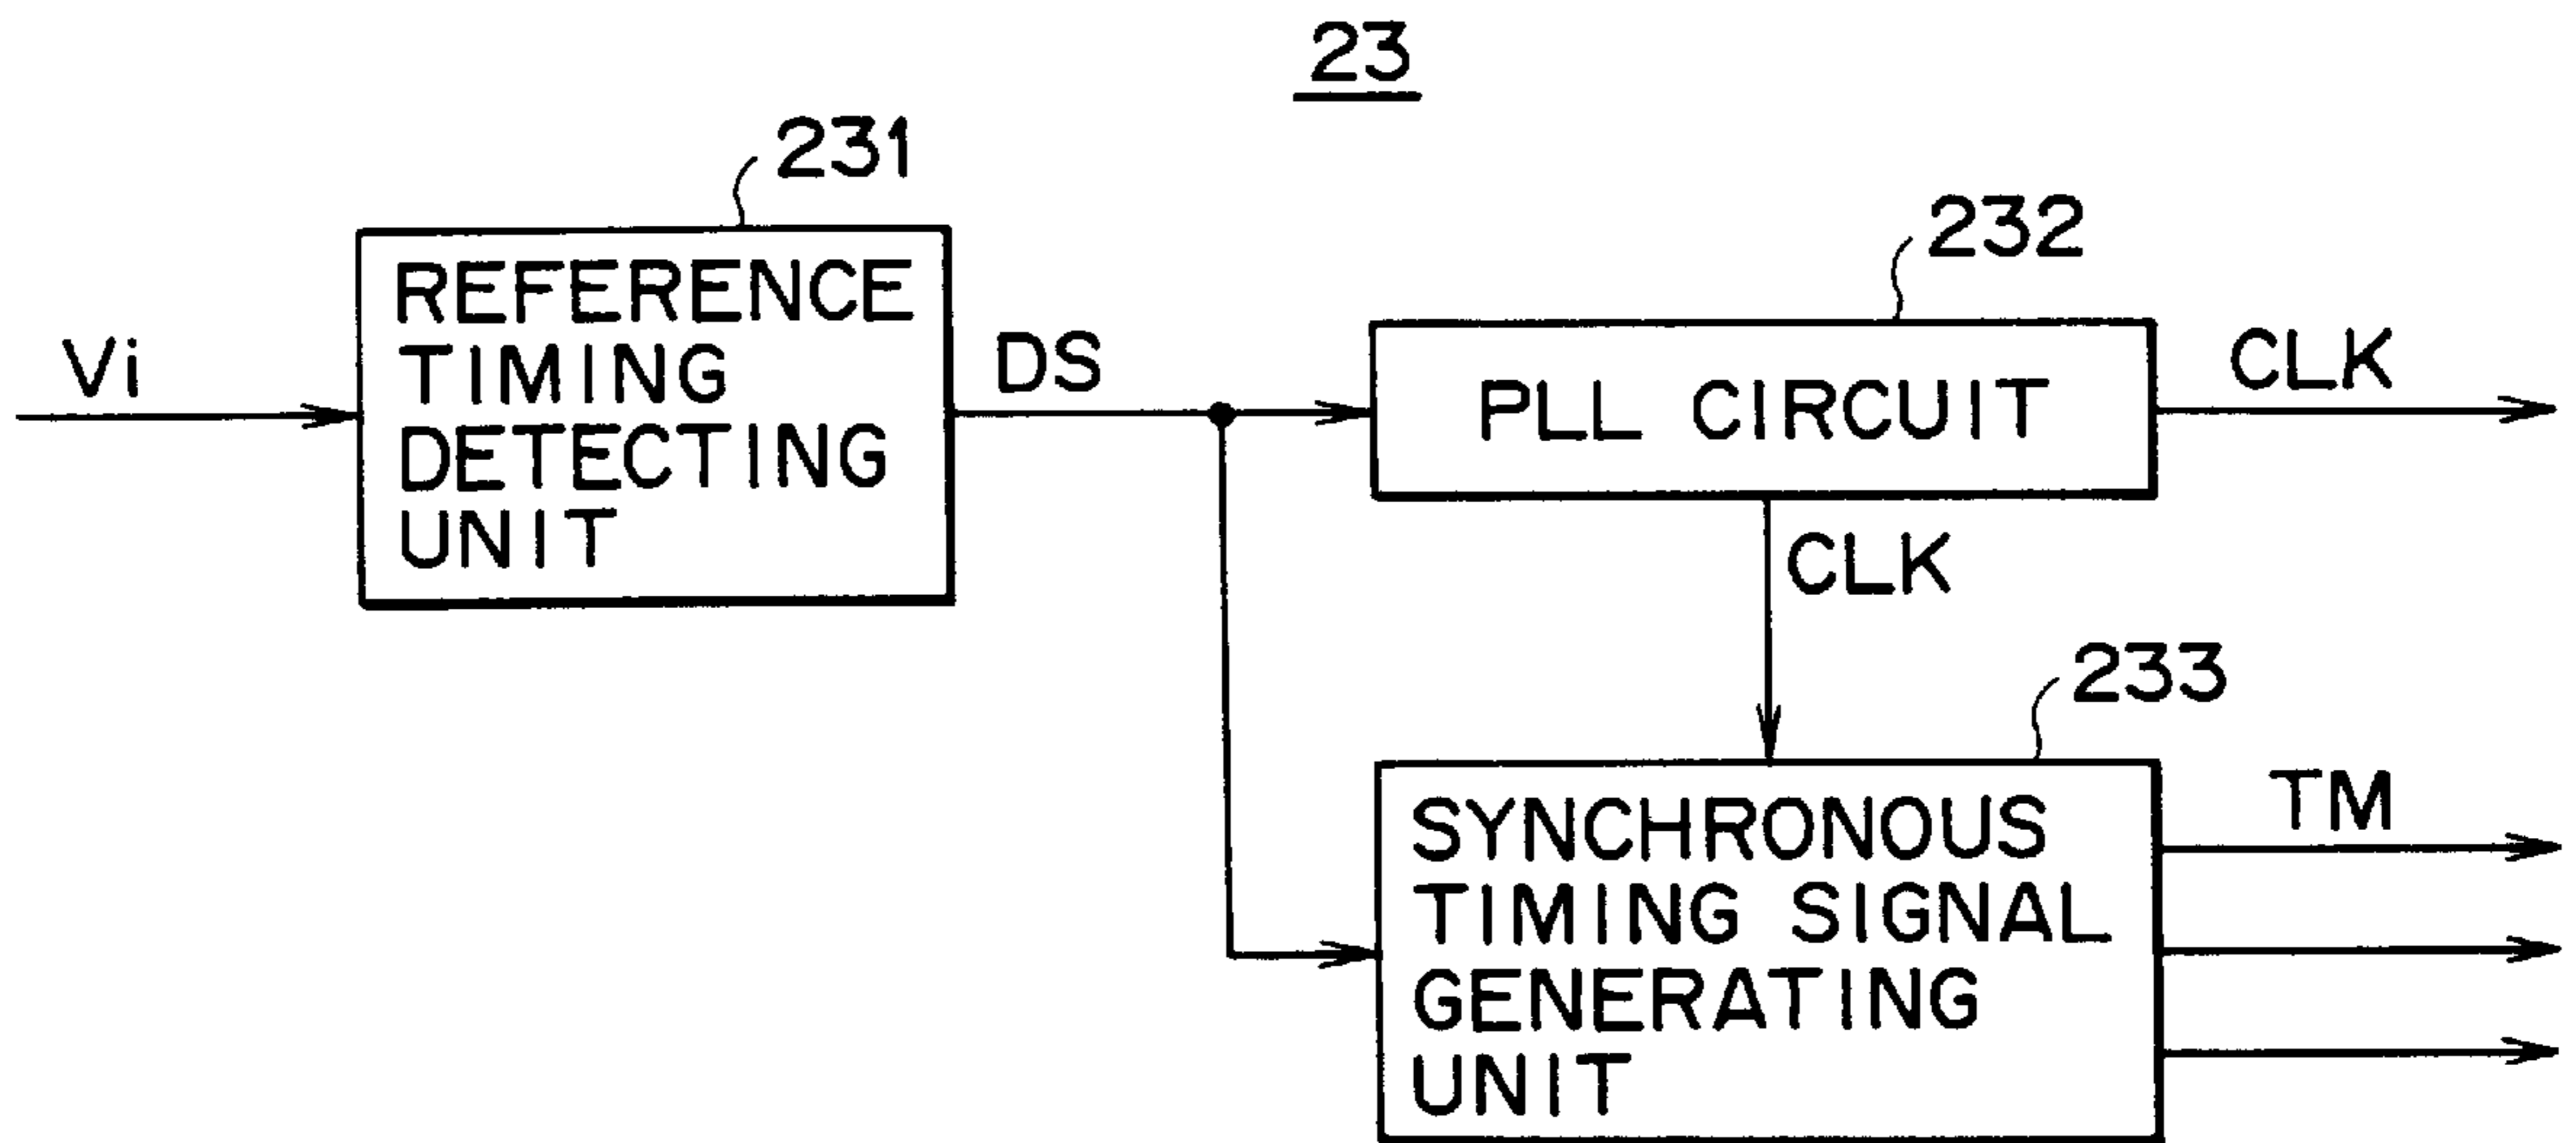 23
231
REFERENCE
TIMING
DETECTING
UNIT
Vi
DS
232
PLL CIRCUIT
CLK
CLK
233
SYNCHRONOUS
TIMING SIGNAL
GENERATING
UNIT
TM